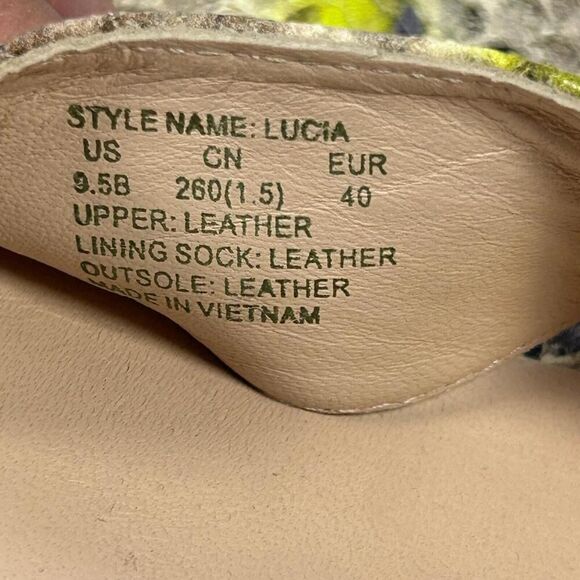 STYLE NAME: LUCIA
US CN EUR
9.5B 260(1.5) 40
UPPER: LEATHER
LINING SOCK: LEATHER
OUTSOLE: LEATHER
MADE IN VIETNAM